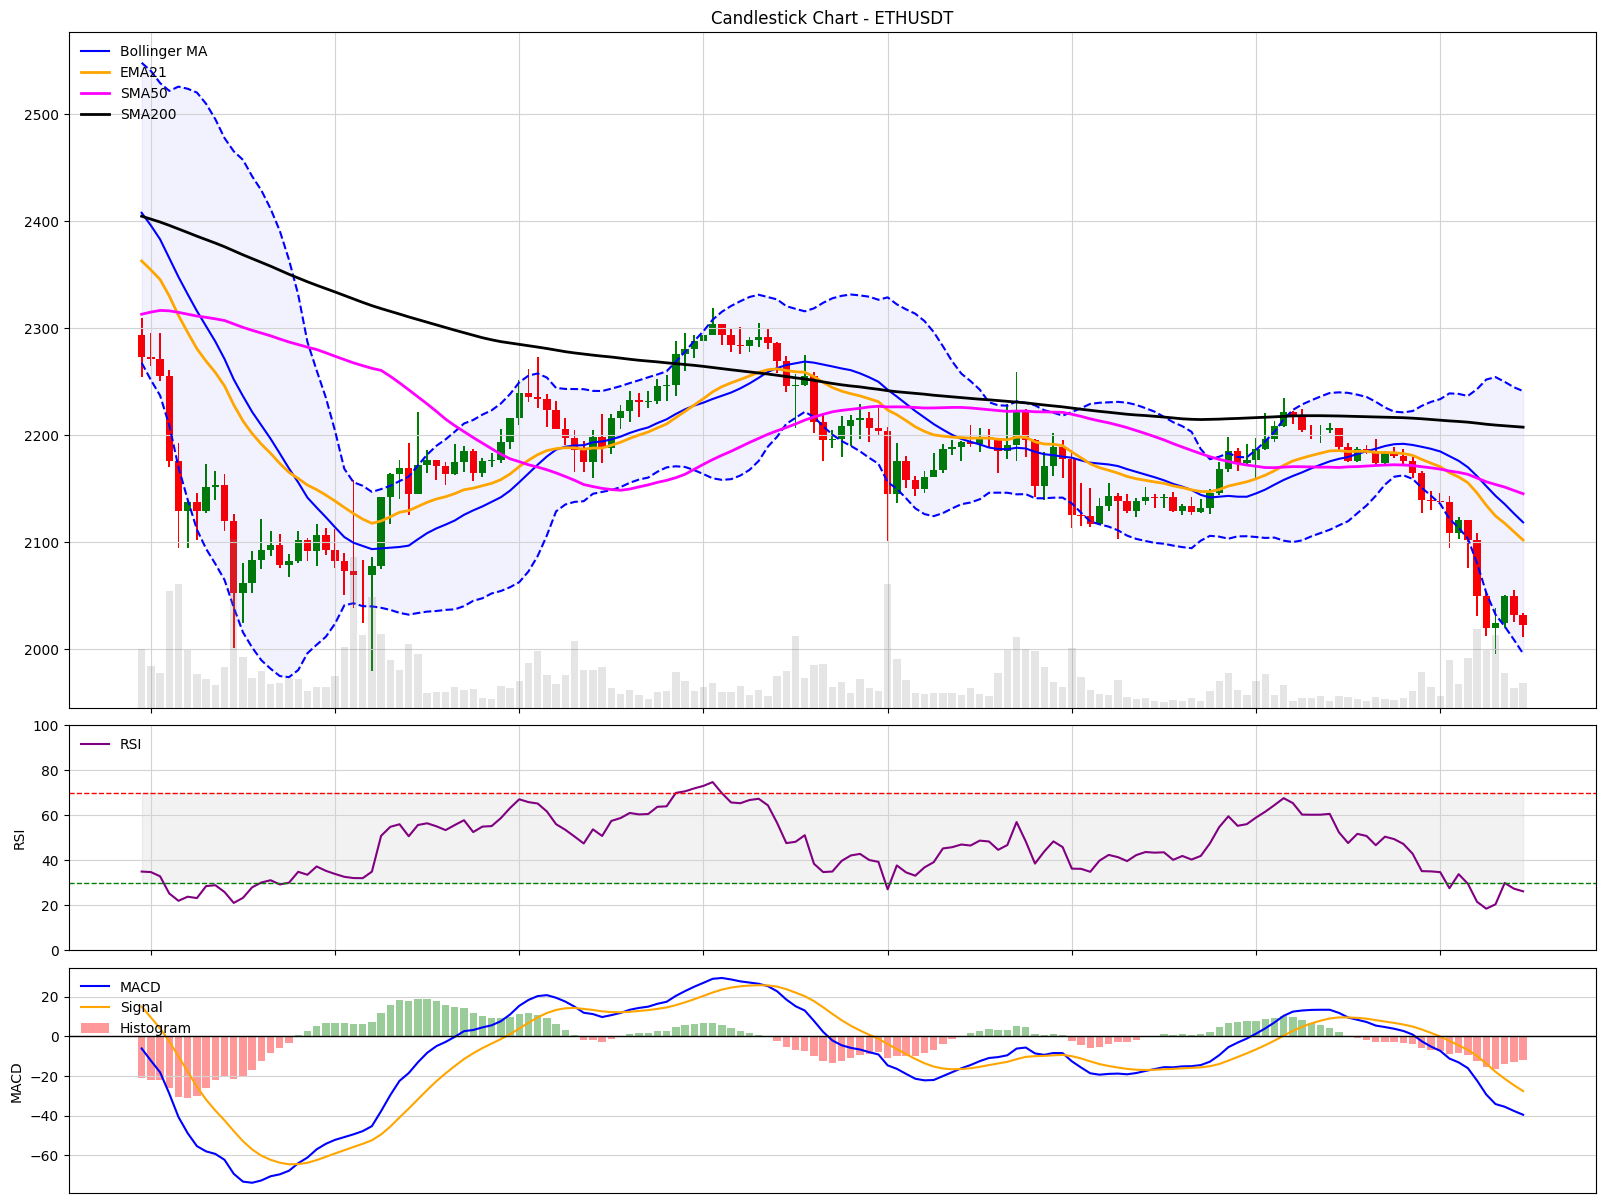 Candlestick Chart - ETHUSDT
Bollinger MA
EMA21
SMA50
SMA200
2500
2400
2300
2200
2100
2000
RSI
100
80
60
40
20
0
RSI
MACD
Signal
Histogram
20
0
−20
−40
−60
MACD